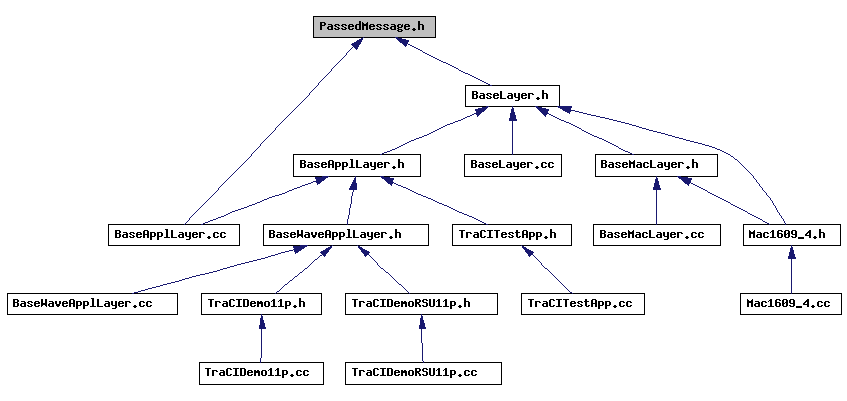 PassedMessage.h
BaseLayer.h
BaseApplLayer.h
BaseLayer.cc
BaseMacLayer.h
BaseApplLayer.cc
BaseWaveApplLayer.h
TraCITestApp.h
BaseMacLayer.cc
Mac1609_4.h
BaseWaveApplLayer.cc
TraCIDemo11p.h
TraCIDemoRSU11p.h
TraCITestApp.cc
Mac1609_4.cc
TraCIDemo11p.cc
TraCIDemoRSU11p.cc